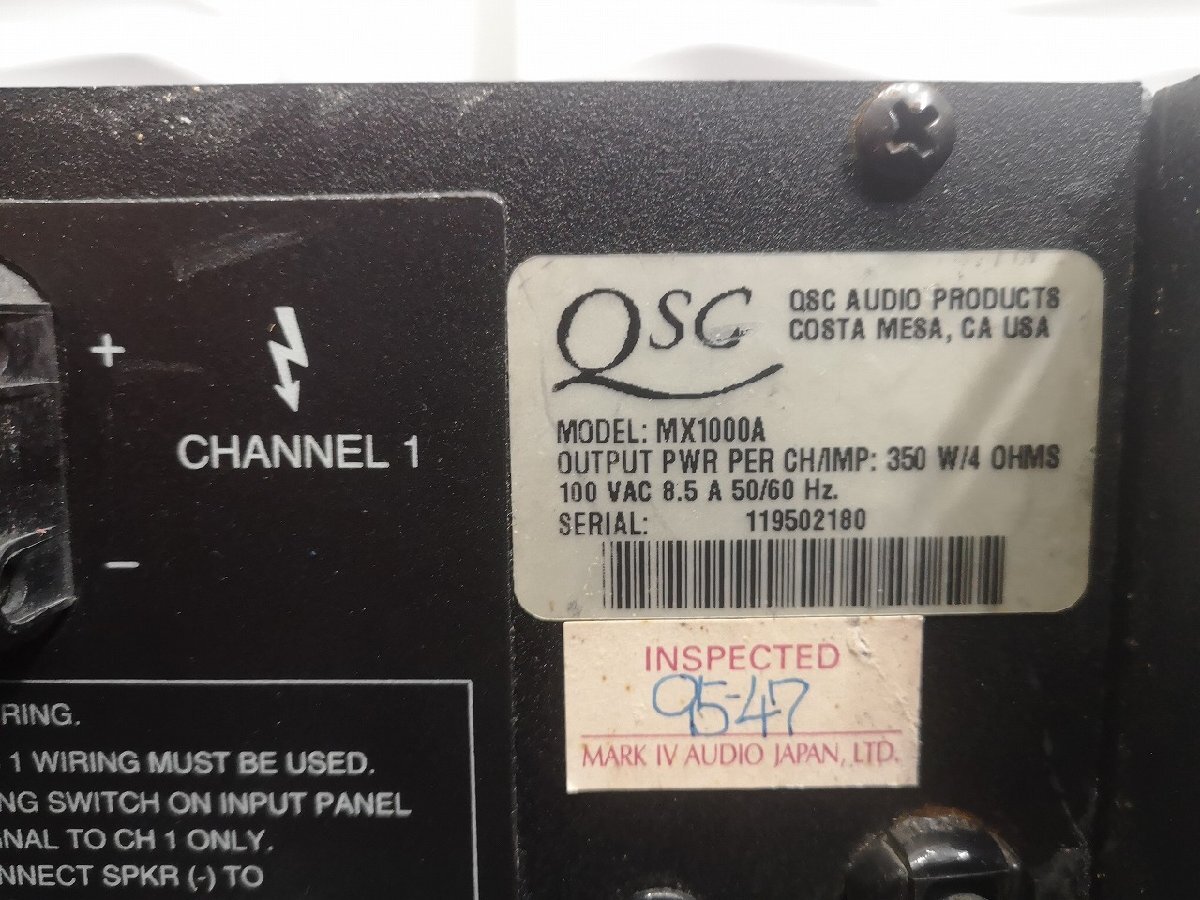 +
CHANNEL 1
−
RING.
1 WIRING MUST BE USED.
NG SWITCH ON INPUT PANEL
GNAL TO CH 1 ONLY.
NNECT SPKR (-) TO
QSC
QSC AUDIO PRODUCTS
COSTA MESA, CA USA
MODEL: MX1000A
OUTPUT PWR PER CH/IMP: 350 W/4 OHMS
100 VAC 8.5 A 50/60 Hz.
SERIAL: 119502180
INSPECTED
95-47
MARK IV AUDIO JAPAN, LTD.